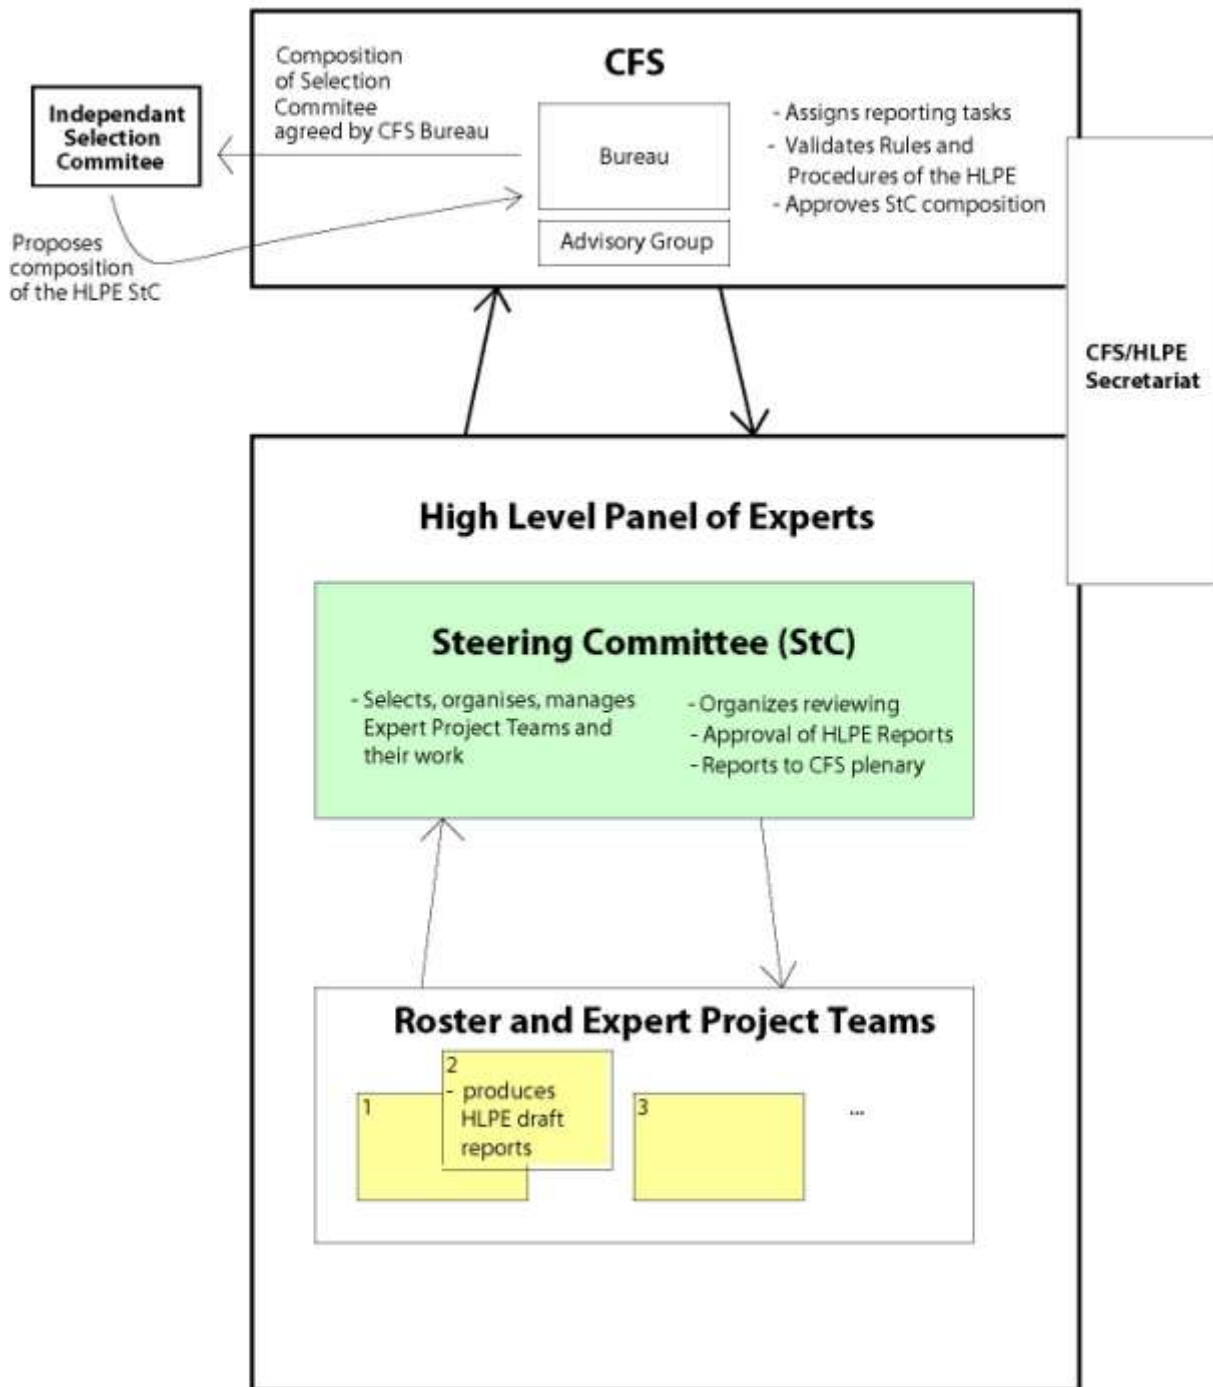 CFS
Composition
of Selection
Commitee
agreed by CFS Bureau
Independant
Selection
Commitee
Bureau
Advisory Group
- Assigns reporting tasks
- Validates Rules and
Procedures of the HLPE
- Approves StC composition
Proposes
composition
of the HLPE StC
CFS/HLPE
Secretariat
High Level Panel of Experts
Steering Committee (StC)
- Selects, organises, manages
Expert Project Teams and
their work
- Organizes reviewing
- Approval of HLPE Reports
- Reports to CFS plenary
Roster and Expert Project Teams
1
2
- produces
HLPE draft
reports
3
...